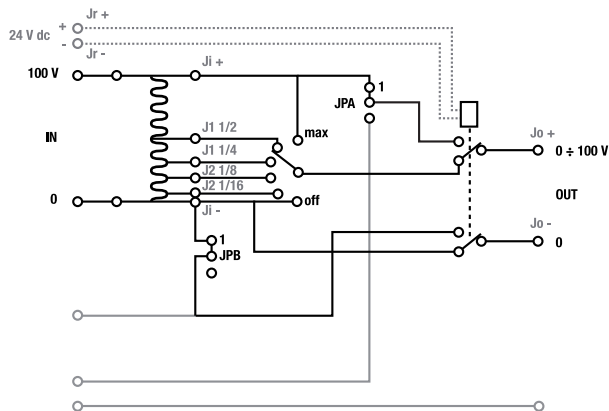 Jr +
24 V dc
+
-
Jr -
100 V
Ji +
1
JPA
max
J1 1/2
IN
J1 1/4
J2 1/8
J2 1/16
0
off
Ji -
Jo +
0 ÷ 100 V
OUT
Jo -
0
1
JPB